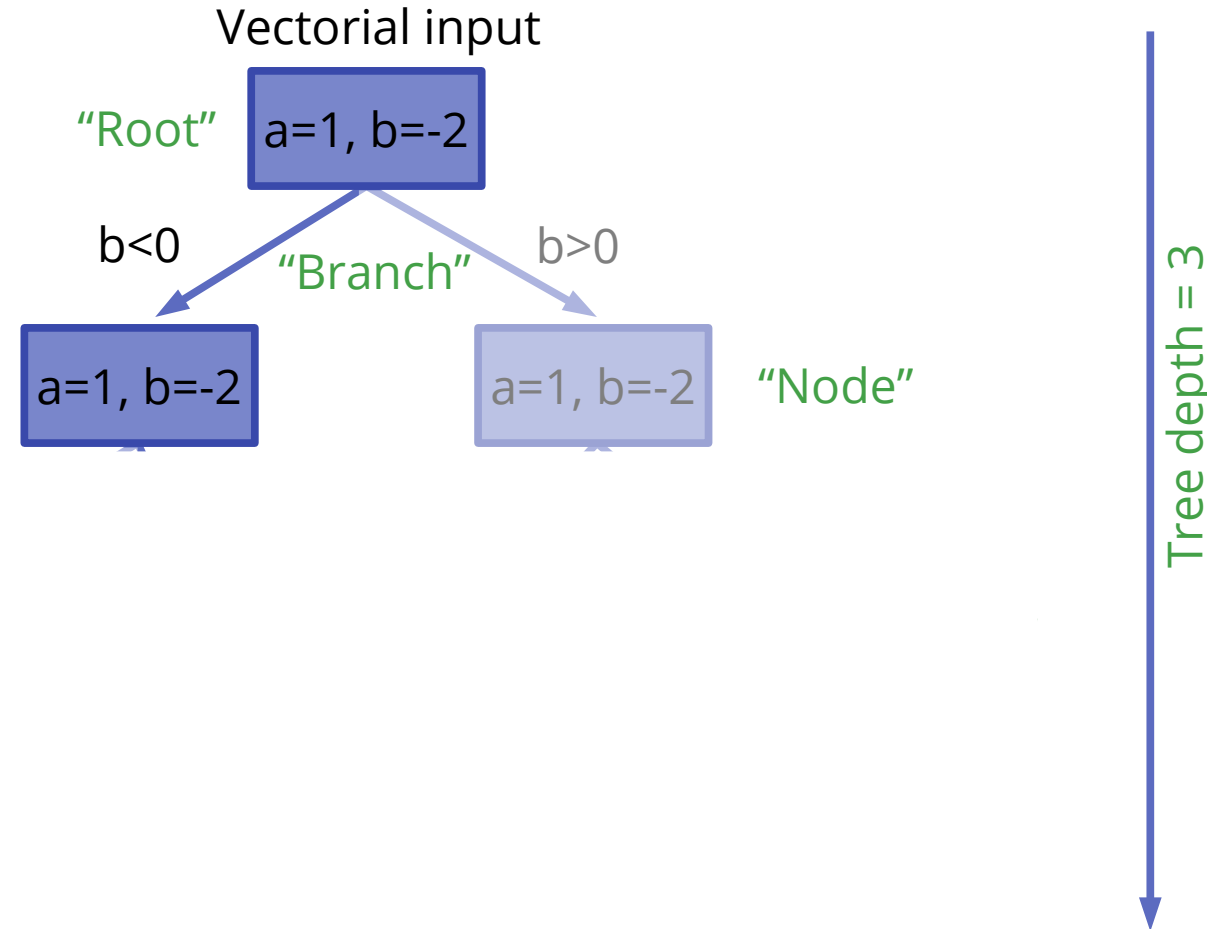 Vectorial input
“Root”
a=1, b=-2
b<0
“Branch”
b>0
a=1, b=-2
a=1, b=-2
“Node”
Tree depth = 3